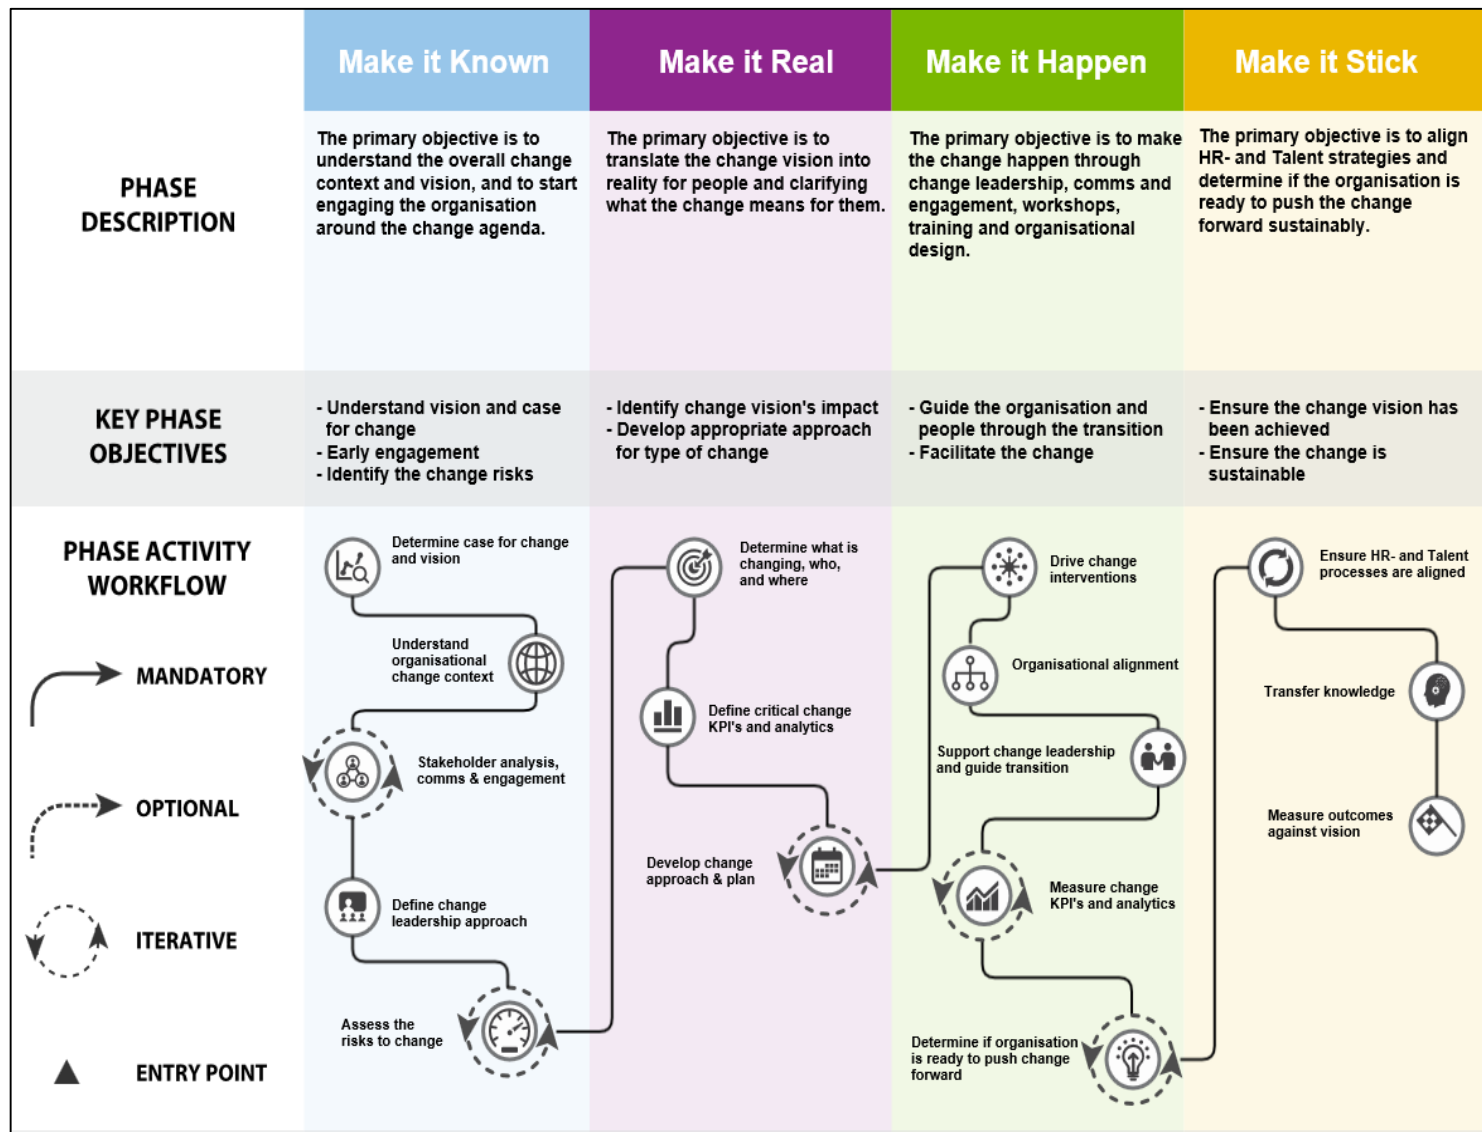 Make it Known
Make it Real
Make it Happen
Make it Stick
PHASE
DESCRIPTION
The primary objective is to
understand the overall change
context and vision, and to start
engaging the organisation
around the change agenda.
The primary objective is to
translate the change vision into
reality for people and clarifying
what the change means for them.
The primary objective is to make
the change happen through
change leadership, comms and
engagement, workshops,
training and organisational
design.
The primary objective is to align
HR- and Talent strategies and
determine if the organisation is
ready to push the change
forward sustainably.
KEY PHASE
OBJECTIVES
- Understand vision and case
for change
- Early engagement
- Identify the change risks
- Identify change vision's impact
- Develop appropriate approach
for type of change
- Guide the organisation and
people through the transition
- Facilitate the change
- Ensure the change vision has
been achieved
- Ensure the change is
sustainable
PHASE ACTIVITY
WORKFLOW
MANDATORY
OPTIONAL
ITERATIVE
ENTRY POINT
Determine case for change
and vision
Understand
organisational
change context
Stakeholder analysis,
comms & engagement
Define change
leadership approach
Assess the
risks to change
Determine what is
changing, who,
and where
Define critical change
KPI's and analytics
Develop change
approach & plan
Drive change
interventions
Organisational alignment
Support change leadership
and guide transition
Measure change
KPI's and analytics
Determine if organisation
is ready to push change
forward
Ensure HR- and Talent
processes are aligned
Transfer knowledge
Measure outcomes
against vision